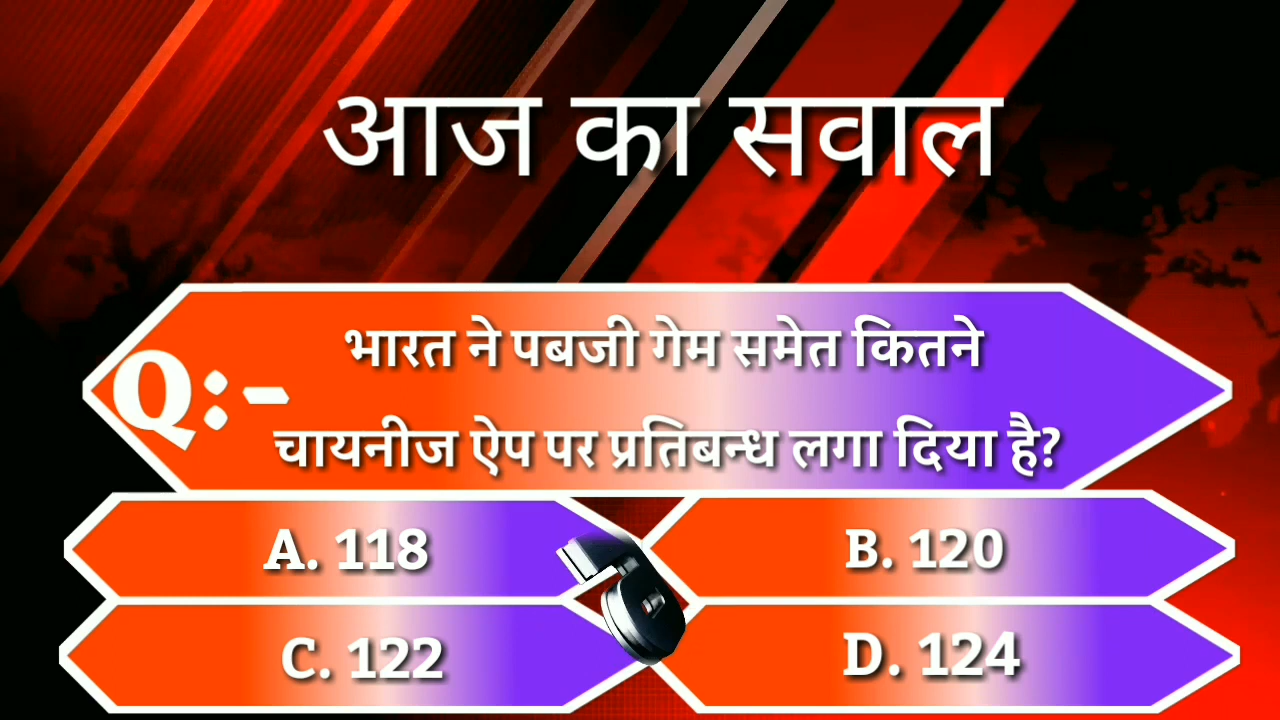 आज का सवाल
Q:-
भारत ने पबजी गेम समेत कितने
चायनीज ऐप पर प्रतिबन्ध लगा दिया है?
A. 118
B. 120
C. 122
D. 124